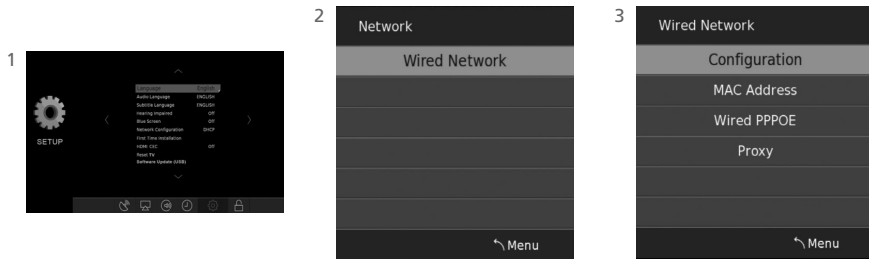 1
SETUP
Language English
Audio Language ENGLISH
Subtitle Language ENGLISH
Hearing Impaired Off
Blue Screen Off
Network Configuration DHCP
First Time Installation
HDMI CEC Off
Reset TV
Software Update (USB)
2
Network
Wired Network
Menu
3
Wired Network
Configuration
MAC Address
Wired PPPOE
Proxy
Menu